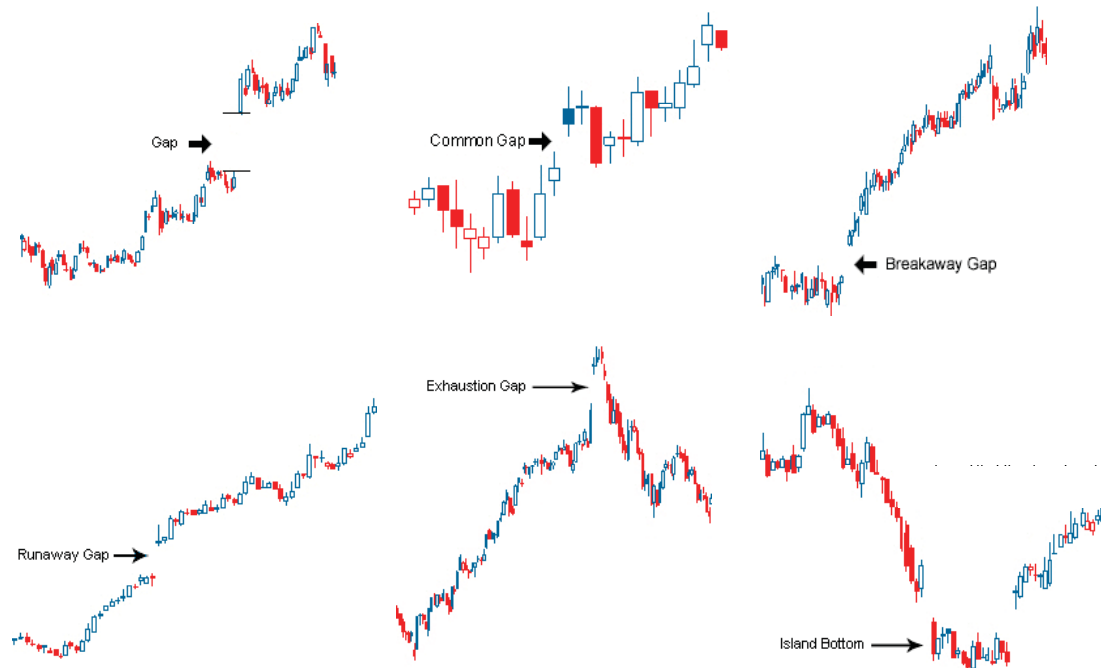 Gap
Common Gap
Breakaway Gap
Exhaustion Gap
Runaway Gap
Island Bottom